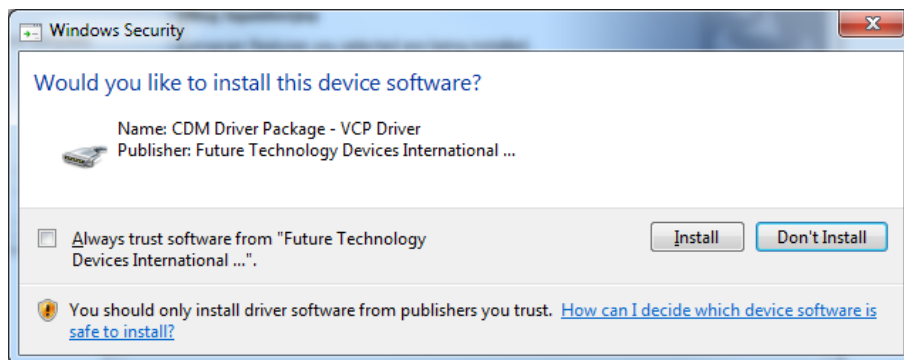 Windows Security
Would you like to install this device software?
Name: CDM Driver Package - VCP Driver
Publisher: Future Technology Devices International ...
Always trust software from "Future Technology
Devices International ...".
Install
Don't Install
You should only install driver software from publishers you trust. How can I decide which device software is
safe to install?